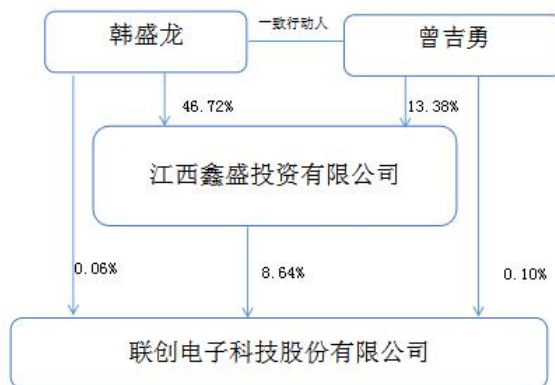 韩盛龙
一致行动人
曾吉勇
46.72%
13.38%
江西鑫盛投资有限公司
0.06%
8.64%
0.10%
联创电子科技股份有限公司